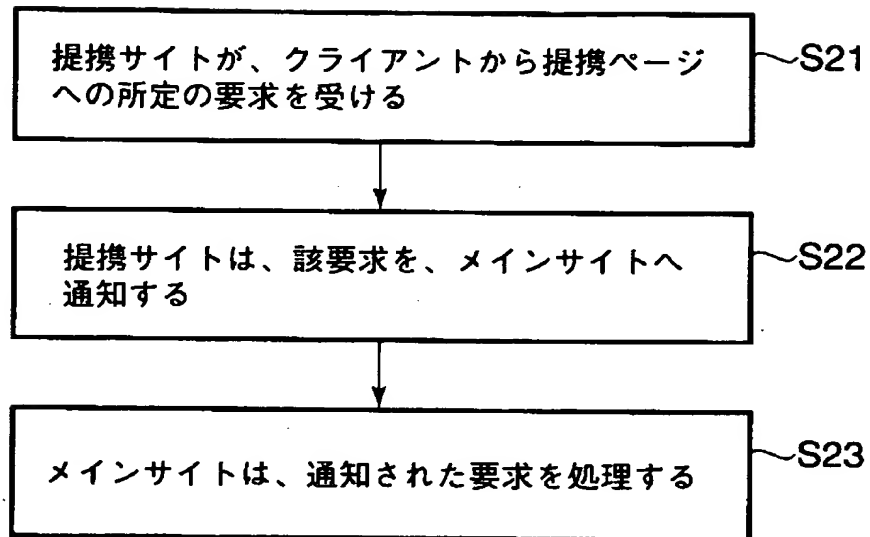 提携サイトが、クライアントから提携ページ
への所定の要求を受ける
S21
提携サイトは、該要求を、メインサイトへ
通知する
S22
メインサイトは、通知された要求を処理する
S23